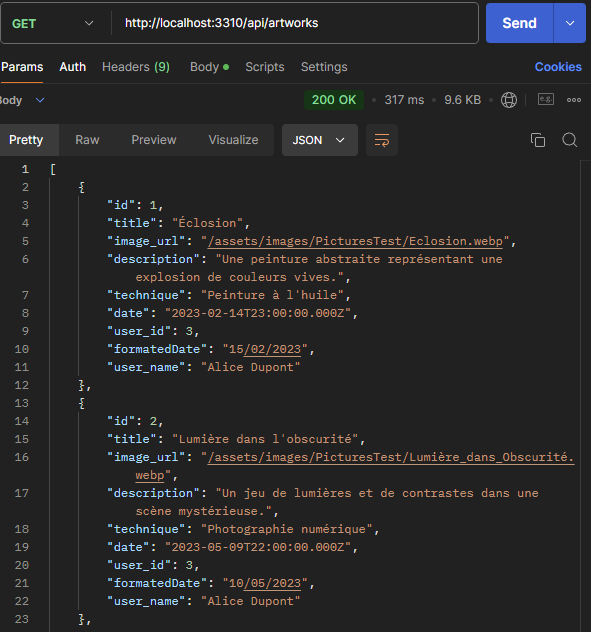 GET http://localhost:3310/api/artworks Send
Params Auth Headers (9) Body Scripts Settings Cookies
Body 200 OK 317 ms 9.6 KB e.g.
Pretty Raw Preview Visualize JSON
1 [
2 {
3 "id": 1,
4 "title": "Éclosion",
5 "image_url": "/assets/images/PicturesTest/Eclosion.webp",
6 "description": "Une peinture abstraite représentant une
explosion de couleurs vives.",
7 "technique": "Peinture à l'huile",
8 "date": "2023-02-14T23:00:00.000Z",
9 "user_id": 3,
10 "formatedDate": "15/02/2023",
11 "user_name": "Alice Dupont"
12 },
13 {
14 "id": 2,
15 "title": "Lumière dans l'obscurité",
16 "image_url": "/assets/images/PicturesTest/Lumière_dans_Obscurité.
webp",
17 "description": "Un jeu de lumières et de contrastes dans une
scène mystérieuse.",
18 "technique": "Photographie numérique",
19 "date": "2023-05-09T22:00:00.000Z",
20 "user_id": 3,
21 "formatedDate": "10/05/2023",
22 "user_name": "Alice Dupont"
23 },